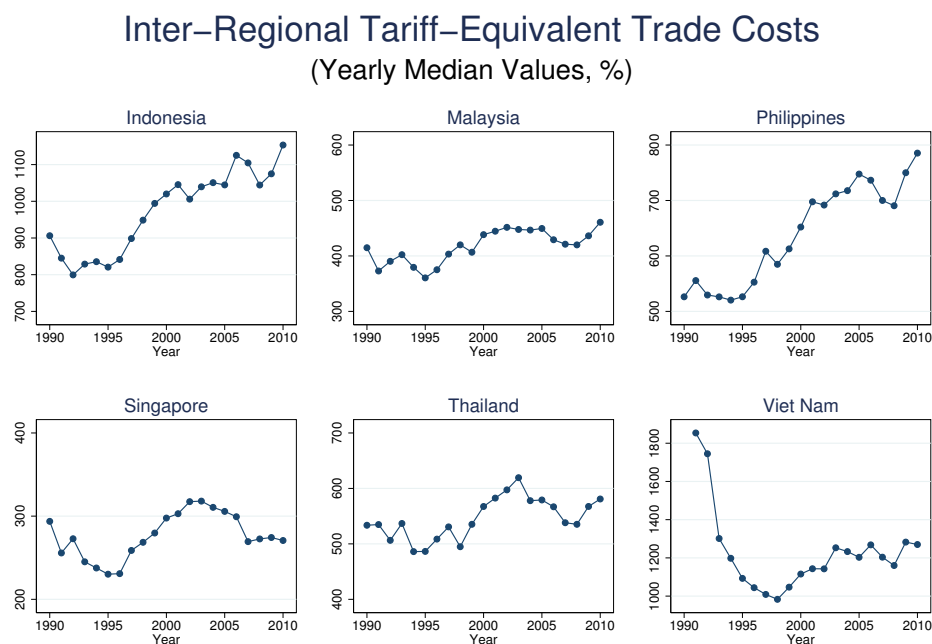 Inter−Regional Tariff−Equivalent Trade Costs
(Yearly Median Values, %)
Indonesia
700 800 900 1000 1100
1990 1995 2000 2005 2010
Year
Malaysia
300 400 500 600
1990 1995 2000 2005 2010
Year
Philippines
500 600 700 800
1990 1995 2000 2005 2010
Year
Singapore
200 300 400
1990 1995 2000 2005 2010
Year
Thailand
400 500 600 700
1990 1995 2000 2005 2010
Year
Viet Nam
1000 1200 1400 1600 1800
1990 1995 2000 2005 2010
Year